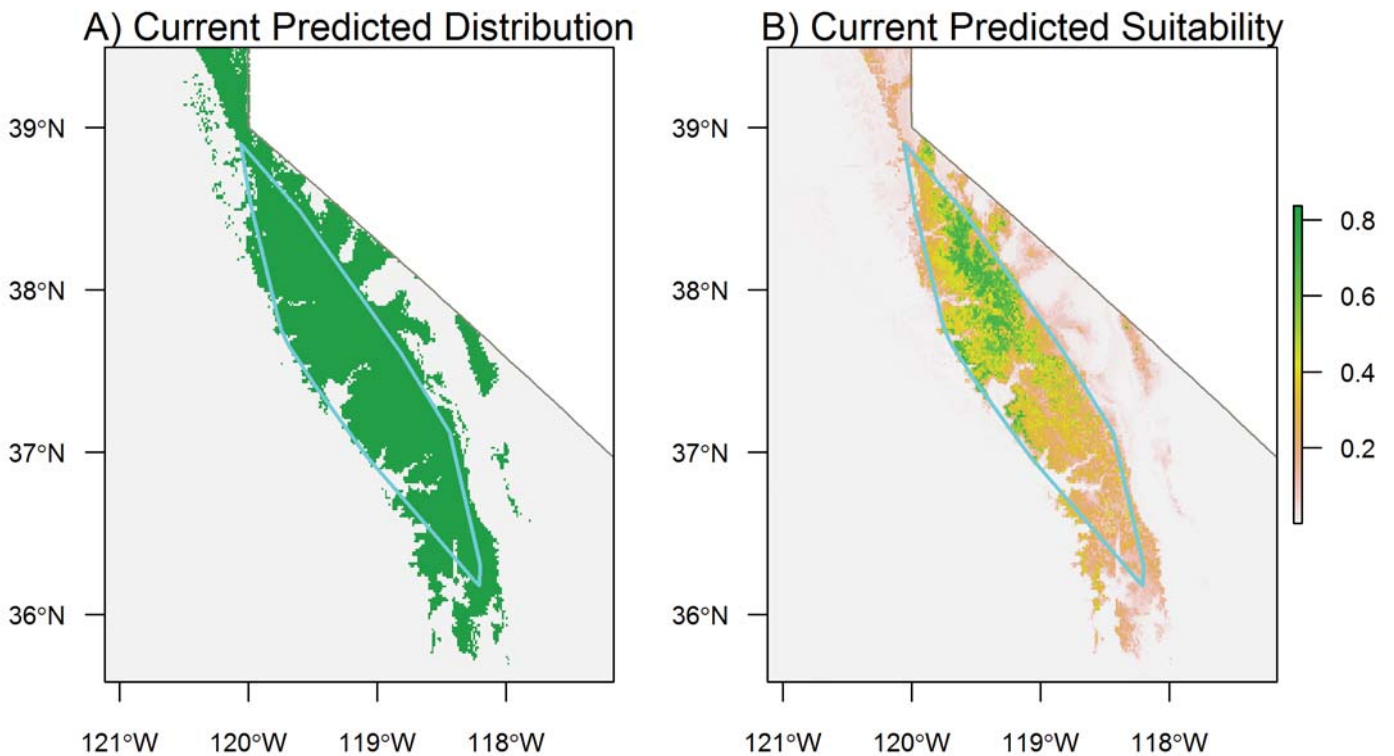 A) Current Predicted Distribution
39°N
38°N
37°N
36°N
121°W 120°W 119°W 118°W
B) Current Predicted Suitability
39°N
38°N
37°N
36°N
121°W 120°W 119°W 118°W
0.8
0.6
0.4
0.2